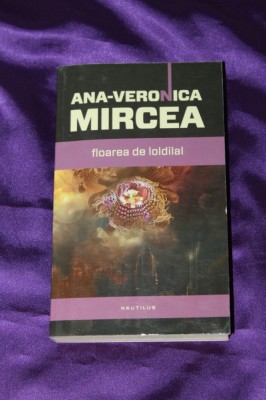 ANA-VERONICA
MIRCEA
floarea de loldilal
NAUTILUS